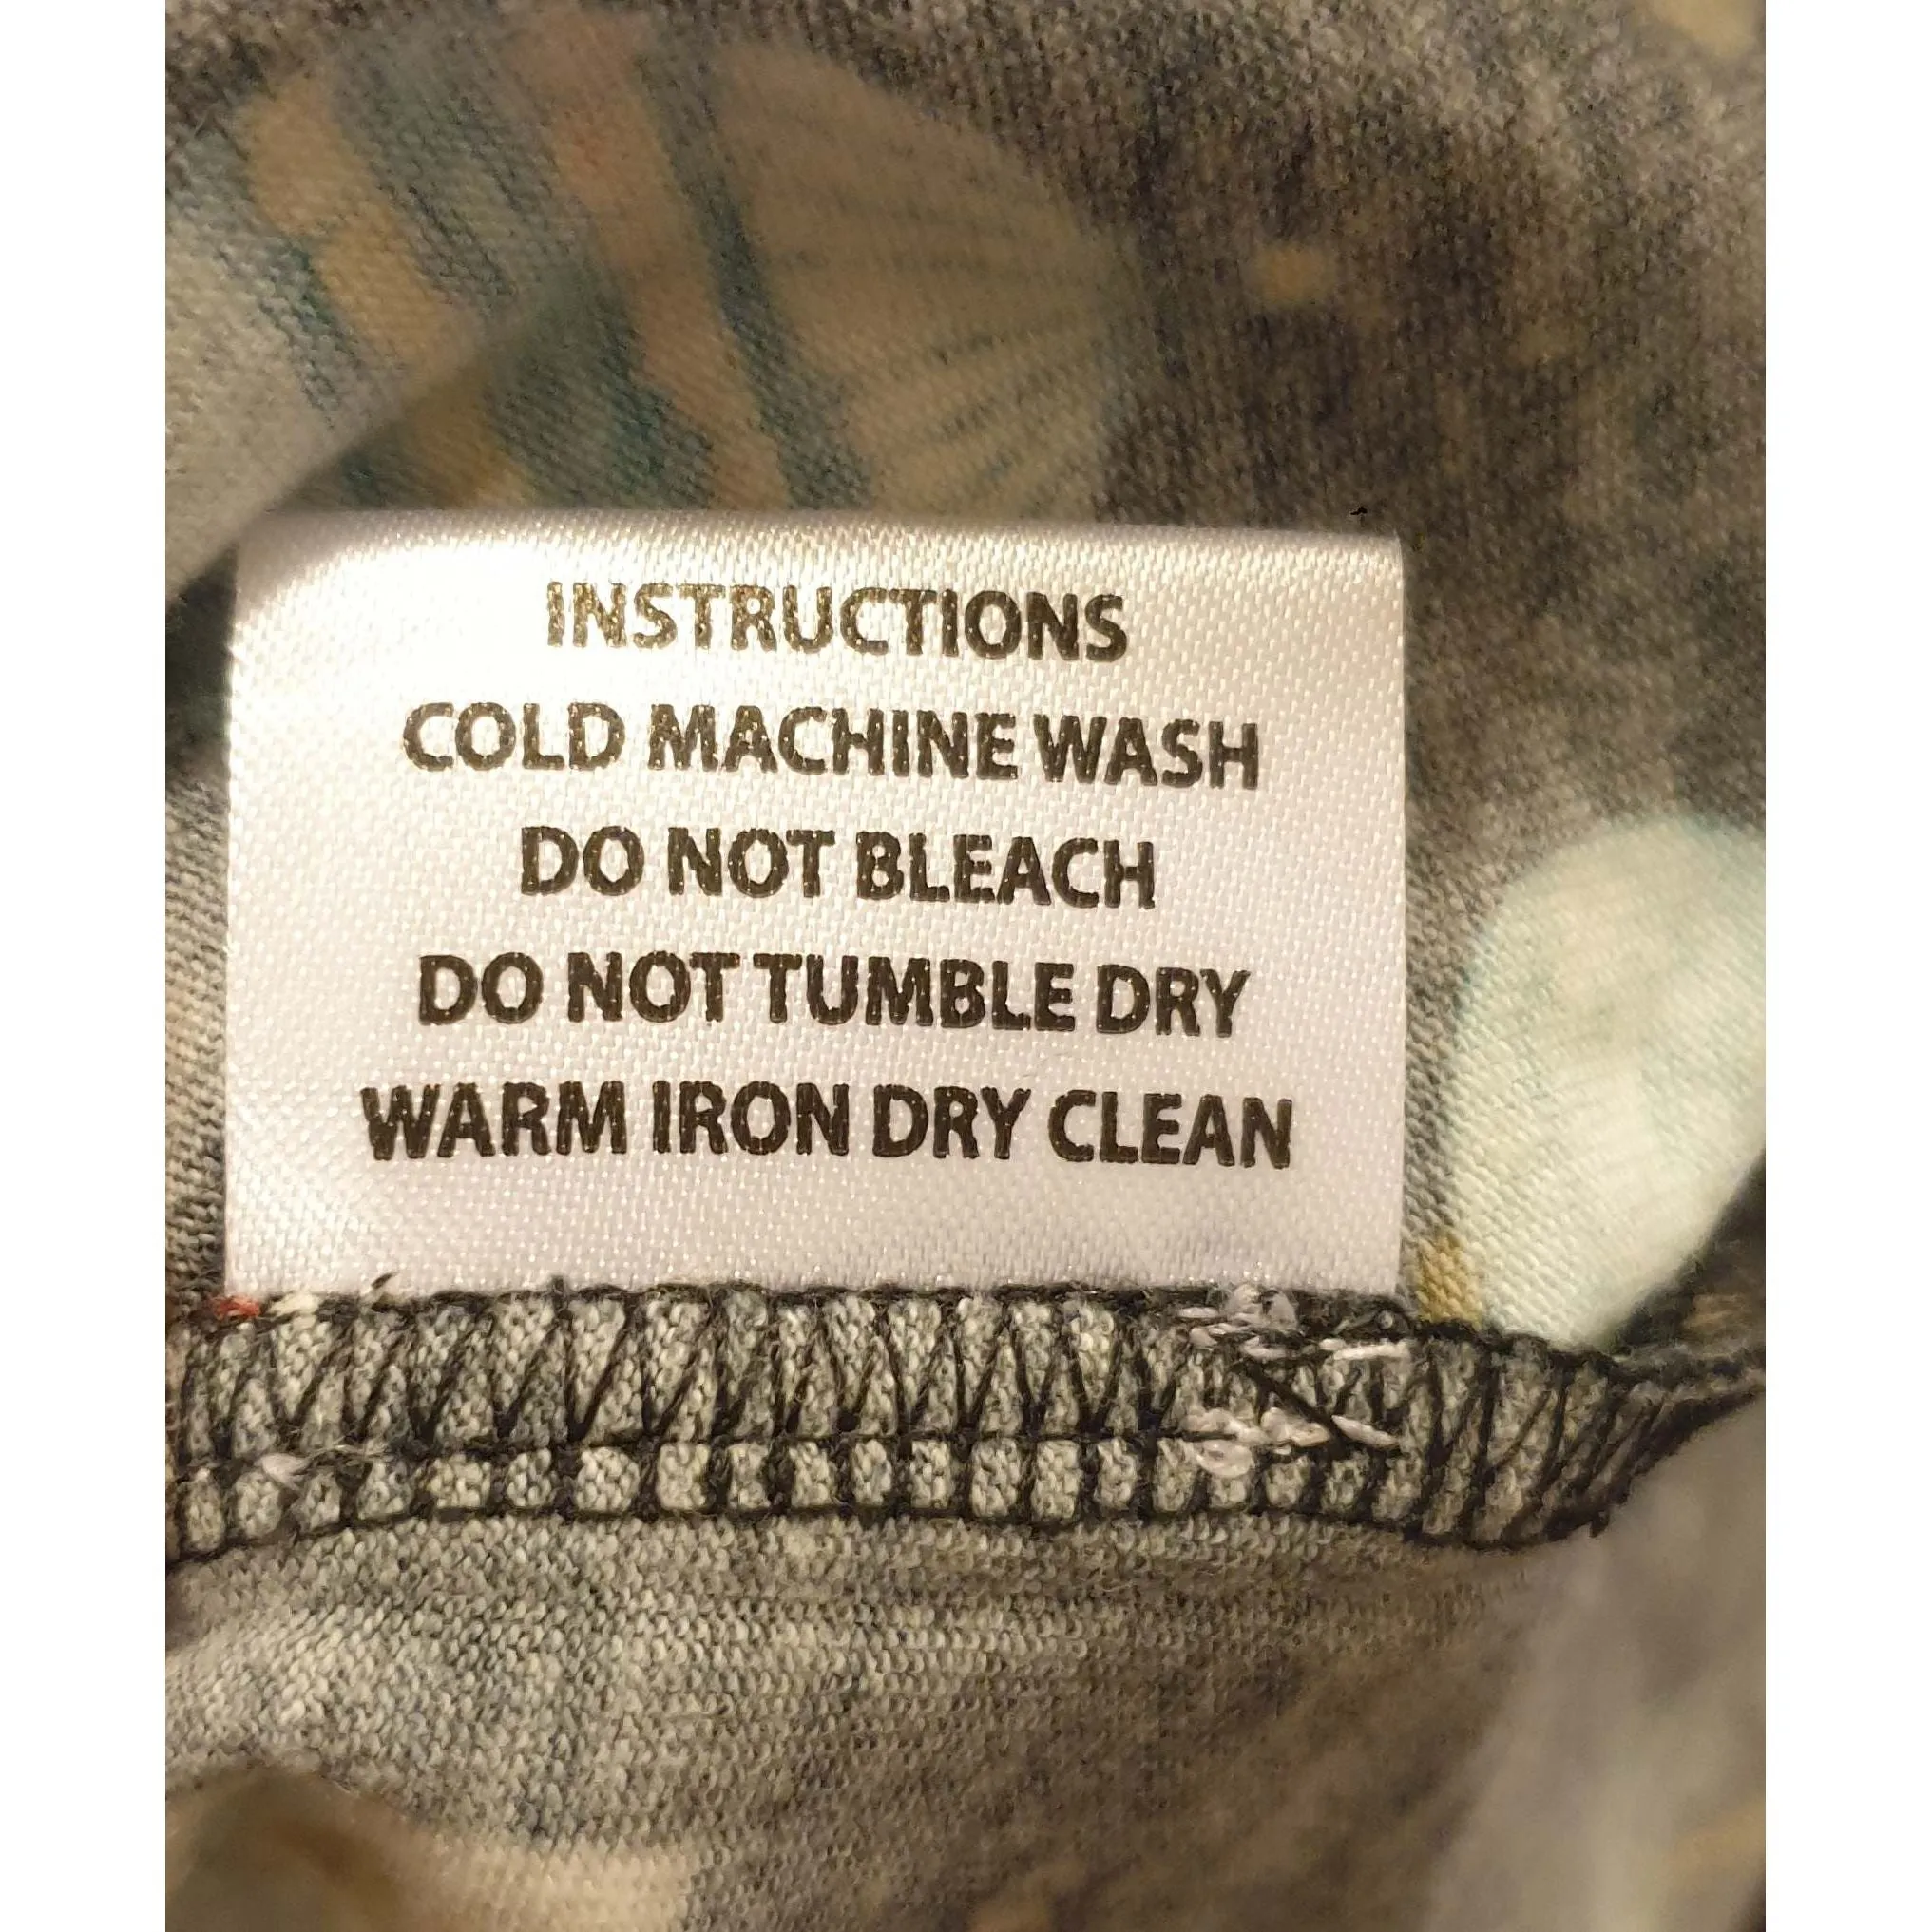 INSTRUCTIONS
COLD MACHINE WASH
DO NOT BLEACH
DO NOT TUMBLE DRY
WARM IRON DRY CLEAN